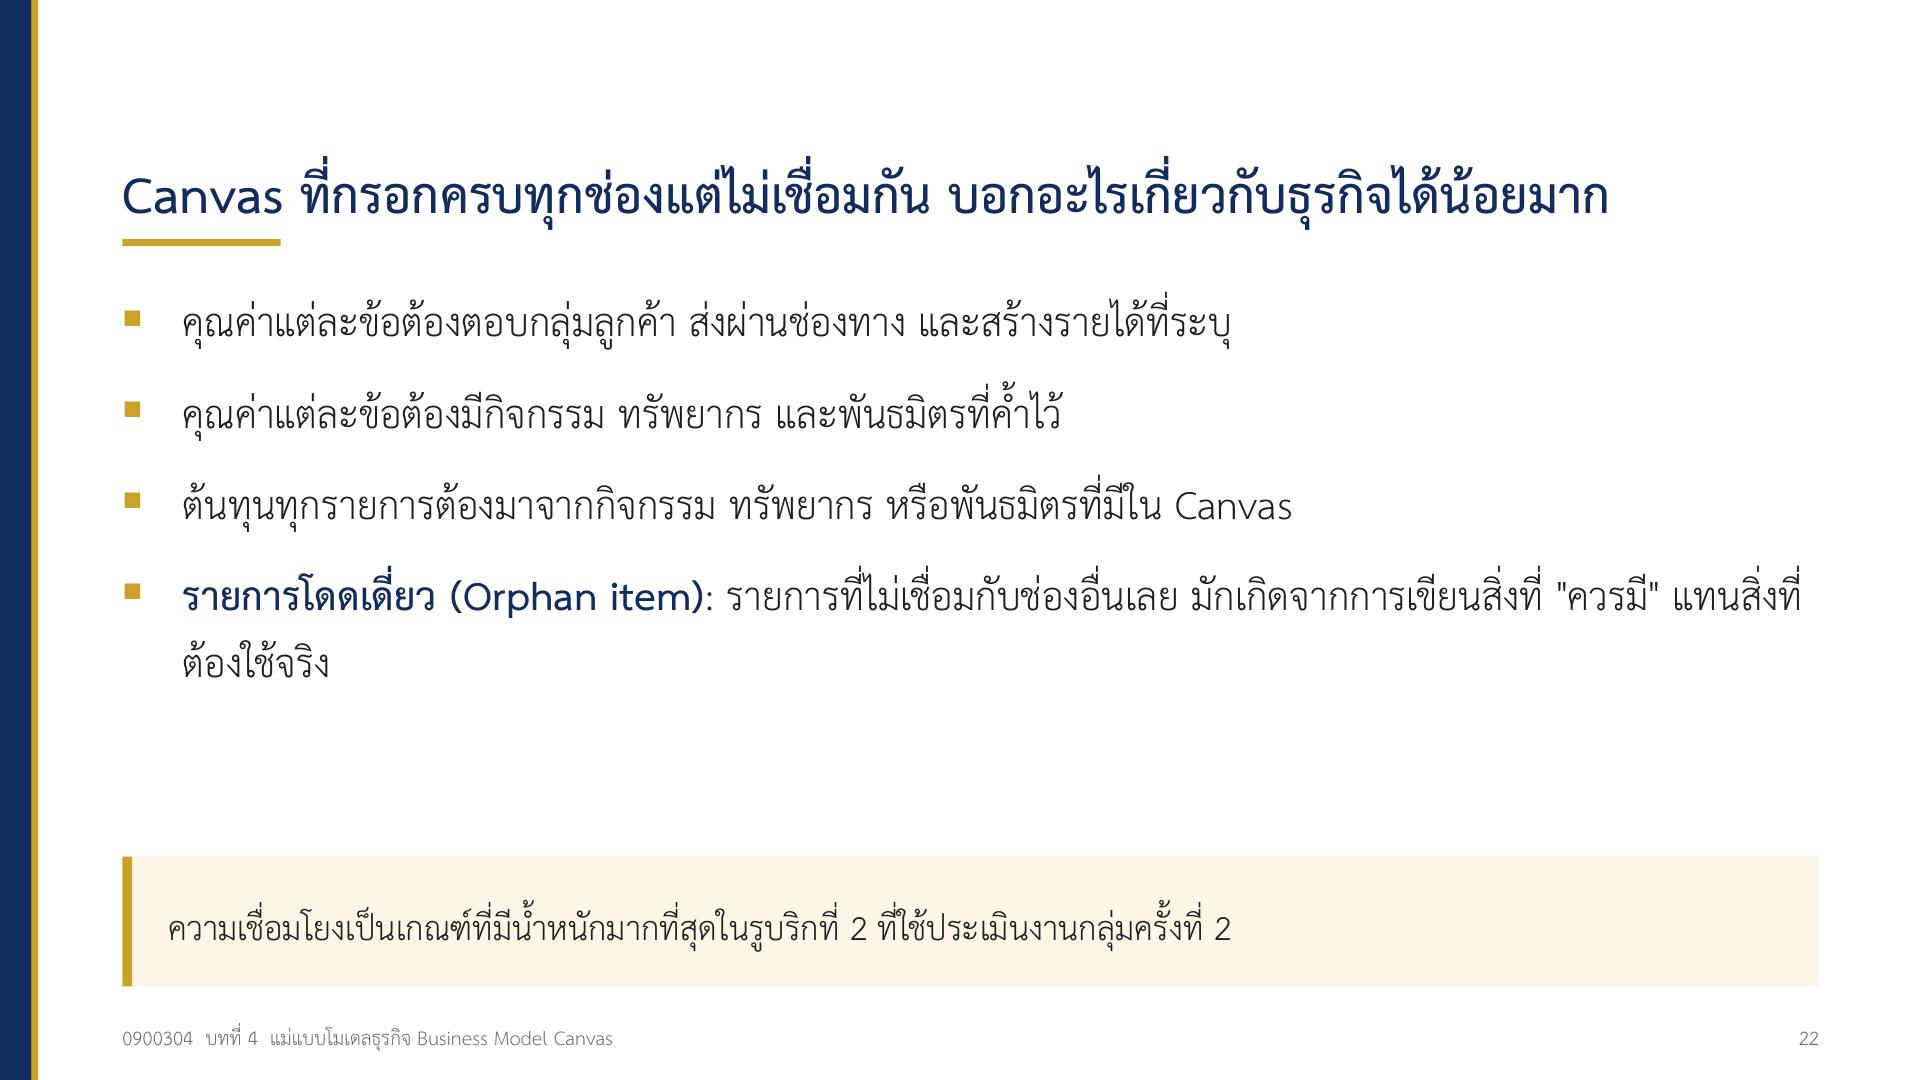 Canvas ที่กรอกครบทุกช่องแต่ไม่เชื่อมกัน บอกอะไรเกี่ยวกับธุรกิจได้น้อยมาก
คุณค่าแต่ละข้อต้องตอบกลุ่มลูกค้า ส่งผ่านช่องทาง และสร้างรายได้ที่ระบุ
คุณค่าแต่ละข้อต้องมีกิจกรรม ทรัพยากร และพันธมิตรที่ค้ำไว้
ต้นทุนทุกรายการต้องมาจากกิจกรรม ทรัพยากร หรือพันธมิตรที่มีใน Canvas
รายการโดดเดี่ยว (Orphan item): รายการที่ไม่เชื่อมกับช่องอื่นเลย มักเกิดจากการเขียนสิ่งที่ "ควรมี" แทนสิ่งที่
ต้องใช้จริง
ความเชื่อมโยงเป็นเกณฑ์ที่มีน้ำหนักมากที่สุดในรูบริกที่ 2 ที่ใช้ประเมินงานกลุ่มครั้งที่ 2
0900304 บทที่ 4 แม่แบบโมเดลธุรกิจ Business Model Canvas
22